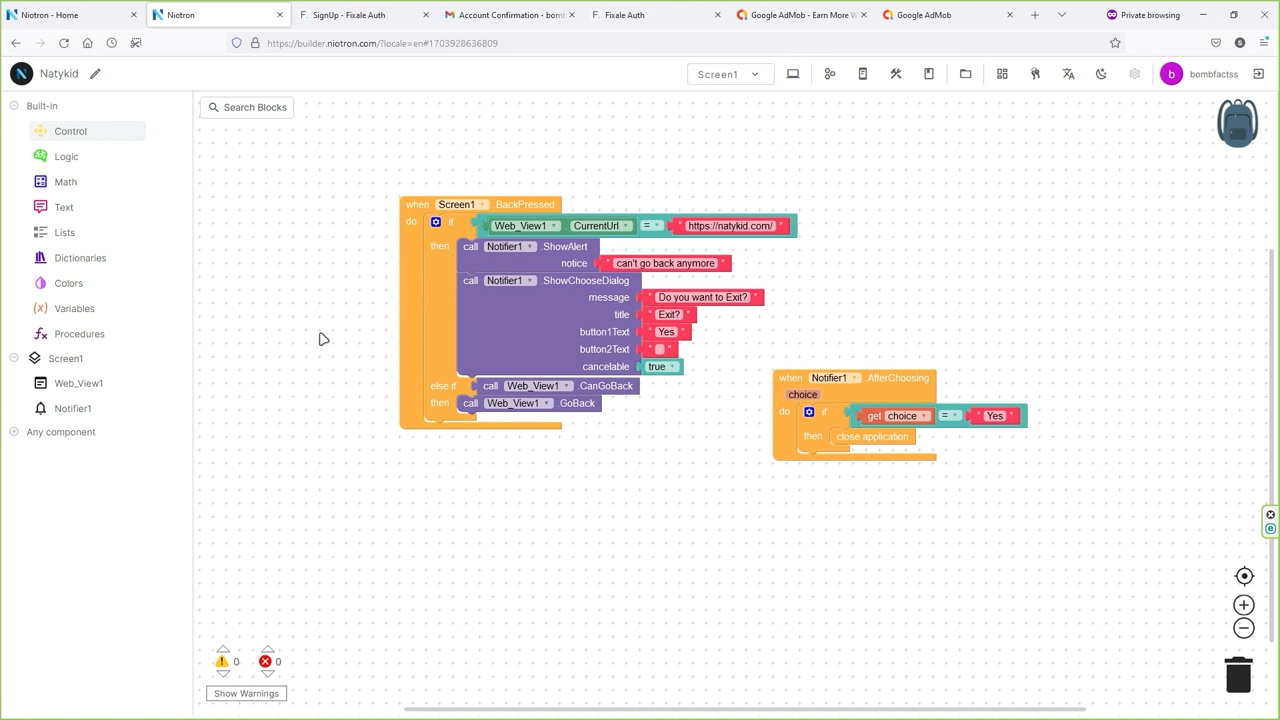 Niotron - Home
Niotron
SignUp - Fixale Auth
Account Confirmation - bom
Fixale Auth
Google AdMob - Earn More W
Google AdMob
Private browsing
https://builder.niotron.com/?locale=en#1703928636809
Natykid
Screen1
b
bombfactss
Built-in
Search Blocks
Control
Logic
Math
Text
Lists
Dictionaries
Colors
Variables
Procedures
Screen1
Web_View1
Notifier1
Any component
when Screen1 .BackPressed
do if Web_View1 . CurrentUrl = " https://natykid.com/ "
then call Notifier1 .ShowAlert
notice " can't go back anymore "
call Notifier1 .ShowChooseDialog
message " Do you want to Exit? "
title " Exit? "
button1Text " Yes "
button2Text " "
cancelable true
else if call Web_View1 .CanGoBack
then call Web_View1 .GoBack
when Notifier1 .AfterChoosing
choice
do if get choice = " Yes "
then close application
0 0
Show Warnings